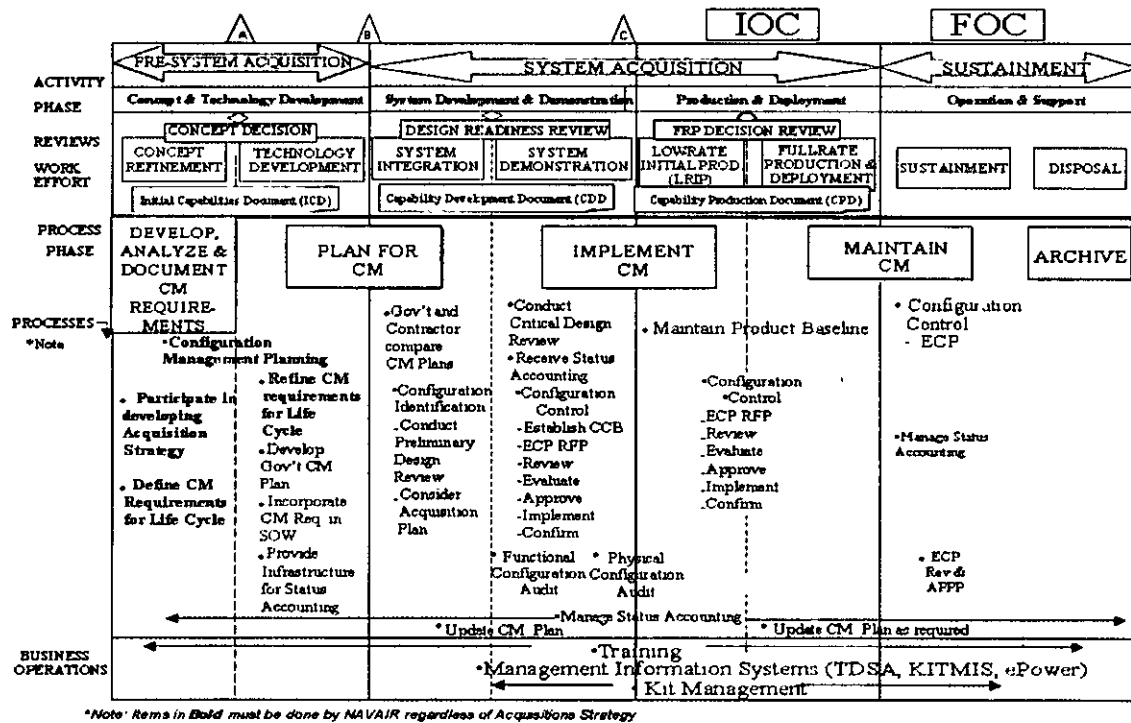 A
B
C
IOC
FOC
ACTIVITY
PRE-SYSTEM ACQUISITION
SYSTEM ACQUISITION
SUSTAINMENT
PHASE
Concept & Technology Development
System Development & Demonstration
Production & Deployment
Operation & Support
REVIEWS
CONCEPT DECISION
DESIGN READINESS REVIEW
FRP DECISION REVIEW
WORK
EFFORT
CONCEPT
REFINEMENT
TECHNOLOGY
DEVELOPMENT
SYSTEM
INTEGRATION
SYSTEM
DEMONSTRATION
LOWRATE
INITIAL PROD
(LRIP)
FULLRATE
PRODUCTION &
DEPLOYMENT
SUSTAINMENT
DISPOSAL
Initial Capabilities Document (ICD)
Capability Development Document (CDD
Capability Production Document (CPD)
PROCESS
PHASE
DEVELOP,
ANALYZE &
DOCUMENT
CM
REQUIRE-
MENTS
PLAN FOR
CM
IMPLEMENT
CM
MAINTAIN
CM
ARCHIVE
PROCESSES
*Note
•Configuration
Management Planning
• Participate in
developing
Acquisition
Strategy
• Define CM
Requirements
for Life Cycle
• Refine CM
requirements
for Life
Cycle
• Develop
Gov't CM
Plan
• Incorporate
CM Req in
SOW
• Provide
Infrastructure
for Status
Accounting
•Gov't and
Contractor
compare
CM Plans
•Configuration
Identification
- Conduct
Preliminary
Design
Review
• Consider
Acquisition
Plan
•Conduct
Critical Design
Review
•Receive Status
Accounting
•Configuration
Control
-Establish CCB
-ECP RFP
-Review
-Evaluate
-Approve
-Implement
-Confirm
* Functional
Configuration
Audit
* Physical
Configuration
Audit
• Maintain Product Baseline
•Configuration
•Control
-ECP RFP
-Review
-Evaluate
-Approve
-Implement
-Confirm
• Configuration
Control
- ECP
•Manage Status
Accounting
• ECP
Rev &
APPP
•Manage Status Accounting
* Update CM Plan
* Update CM Plan as required
BUSINESS
OPERATIONS
•Training
•Management Information Systems (TDSA, KITMIS, ePower)
• Kit Management
*Note: Items in Bold must be done by NAVAIR regardless of Acquisitions Strategy